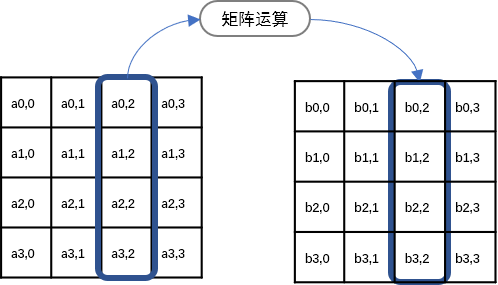 矩阵运算
a0,0 a0,1 a0,2 a0,3
a1,0 a1,1 a1,2 a1,3
a2,0 a2,1 a2,2 a2,3
a3,0 a3,1 a3,2 a3,3
b0,0 b0,1 b0,2 b0,3
b1,0 b1,1 b1,2 b1,3
b2,0 b2,1 b2,2 b2,3
b3,0 b3,1 b3,2 b3,3